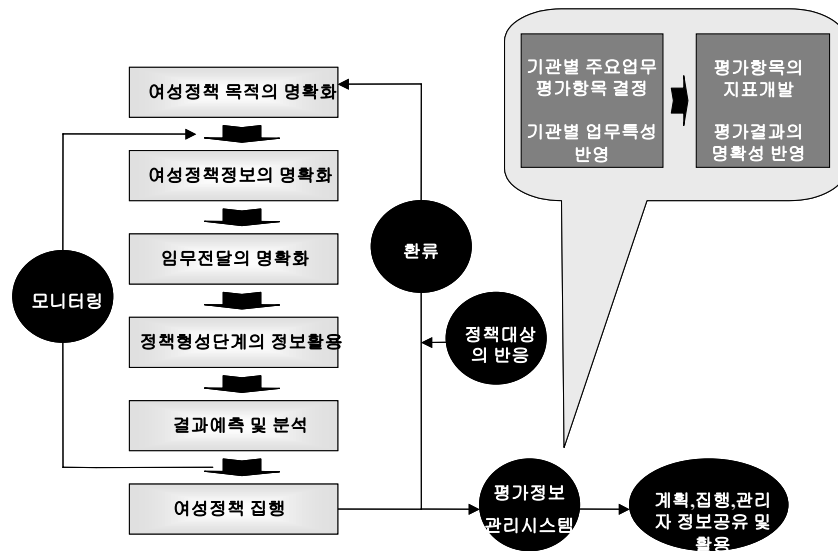 여성정책 목적의 명확화
여성정책정보의 명확화
임무전달의 명확화
정책형성단계의 정보활용
결과예측 및 분석
여성정책 집행
모니터링
환류
정책대상
의 반응
기관별 주요업무
평가항목 결정
기관별 업무특성
반영
평가항목의
지표개발
평가결과의
명확성 반영
평가정보
관리시스템
계획,집행,관리
자 정보공유 및
활용